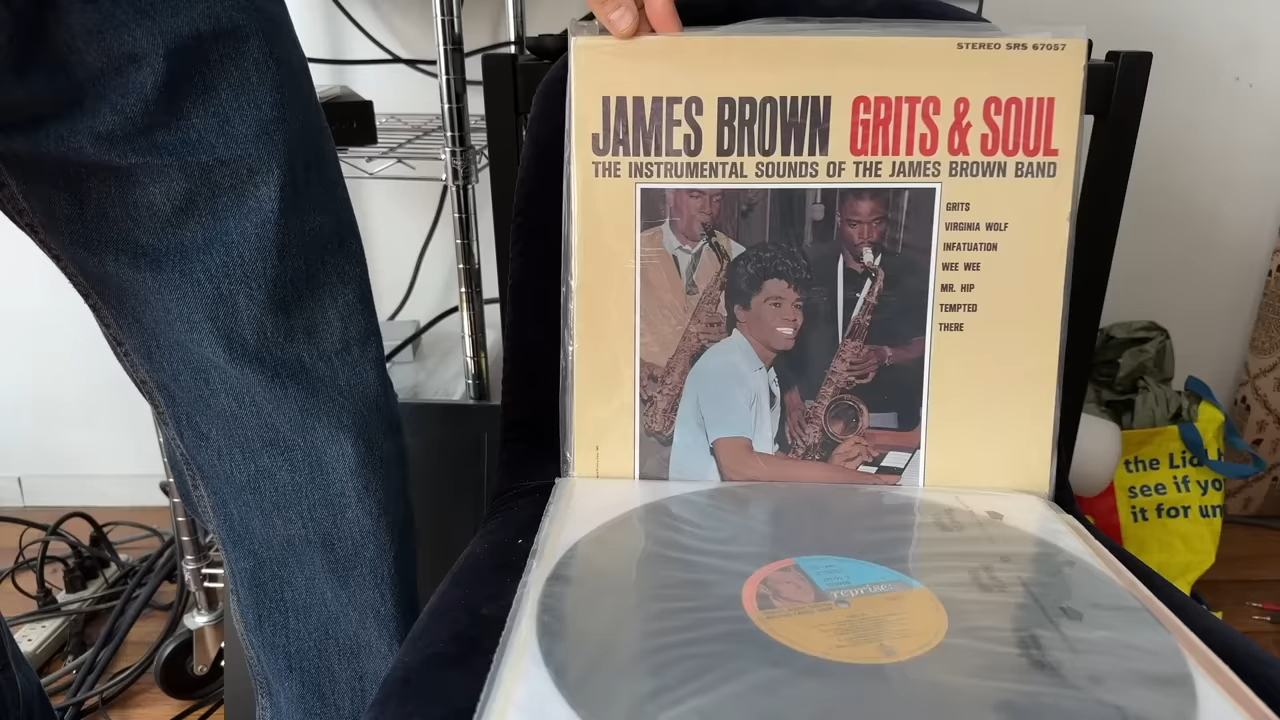 STEREO SRS 67057
JAMES BROWN GRITS & SOUL
THE INSTRUMENTAL SOUNDS OF THE JAMES BROWN BAND
GRITS
VIRGINIA WOLF
INFATUATION
WEE WEE
MR. HIP
TEMPTED
THERE
reprise:
the Lidl
see if yo
it for un